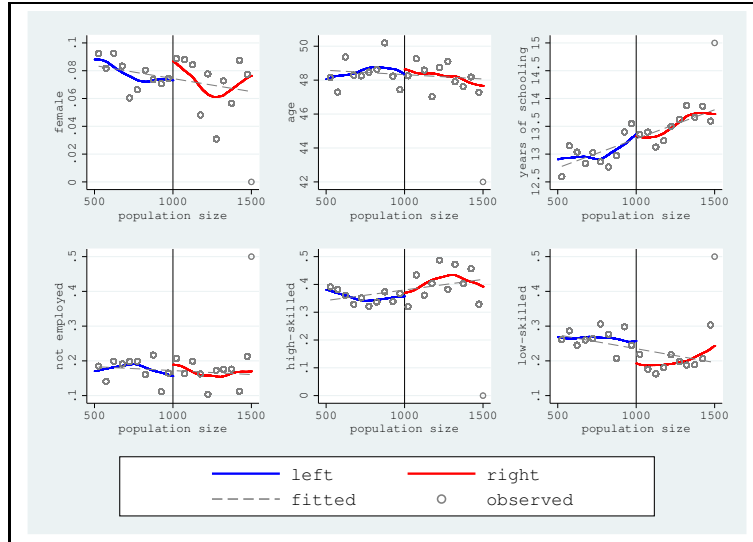 female
0 .02 .04 .06 .08 .1
500 1000 1500
population size
age
42 44 46 48 50
500 1000 1500
population size
years of schooling
12.5 13 13.5 14 14.5 15
500 1000 1500
population size
not employed
.1 .2 .3 .4 .5
500 1000 1500
population size
high-skilled
0 .1 .2 .3 .4 .5
500 1000 1500
population size
low-skilled
.1 .2 .3 .4 .5
500 1000 1500
population size
left right
fitted observed